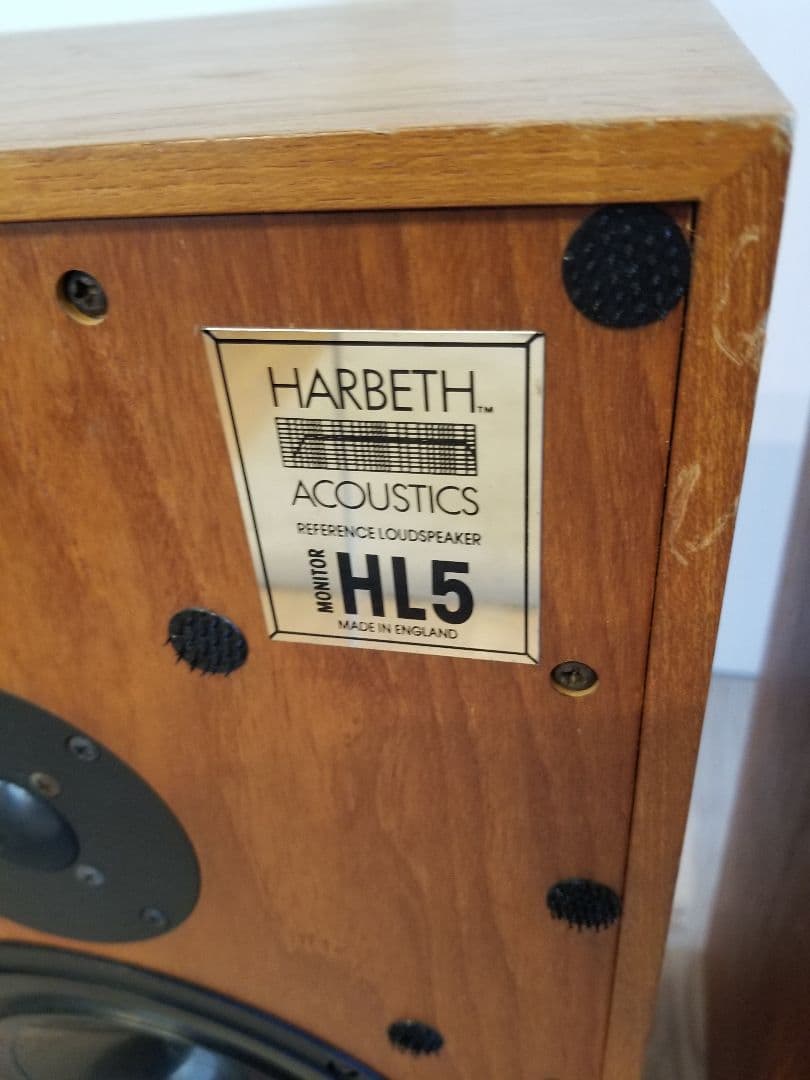 HARBETH™
ACOUSTICS
REFERENCE LOUDSPEAKER
MONITOR HL5
MADE IN ENGLAND